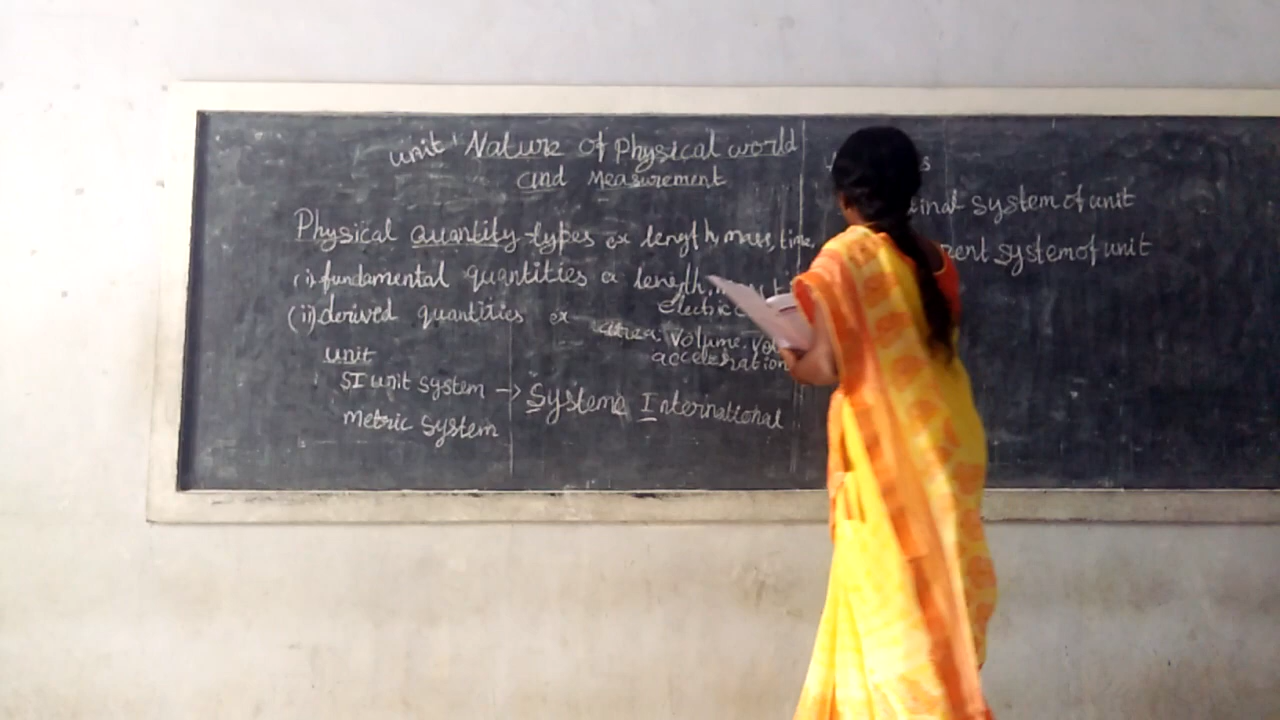 unit 1 Nature of Physical world
and Measurement
Physical quantity types ex length, mass, time,
(i) fundamental quantities ex length,
Electric
(ii) derived quantities ex area, volume,
acceleration
unit
SI unit system → Systeme International
metric system
system of unit
system of unit